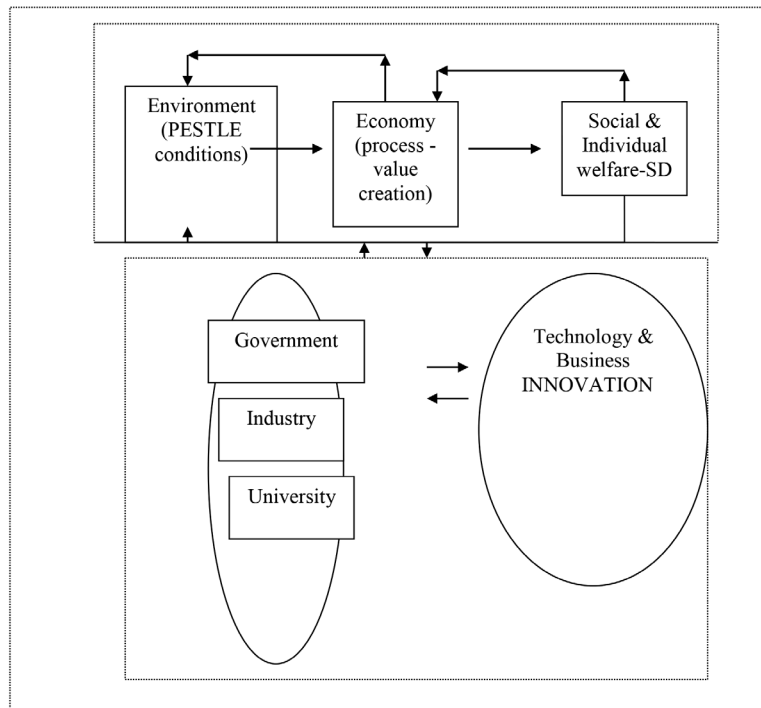 Environment
(PESTLE
conditions)
Economy
(process -
value
creation)
Social &
Individual
welfare-SD
Government
Industry
University
Technology &
Business
INNOVATION